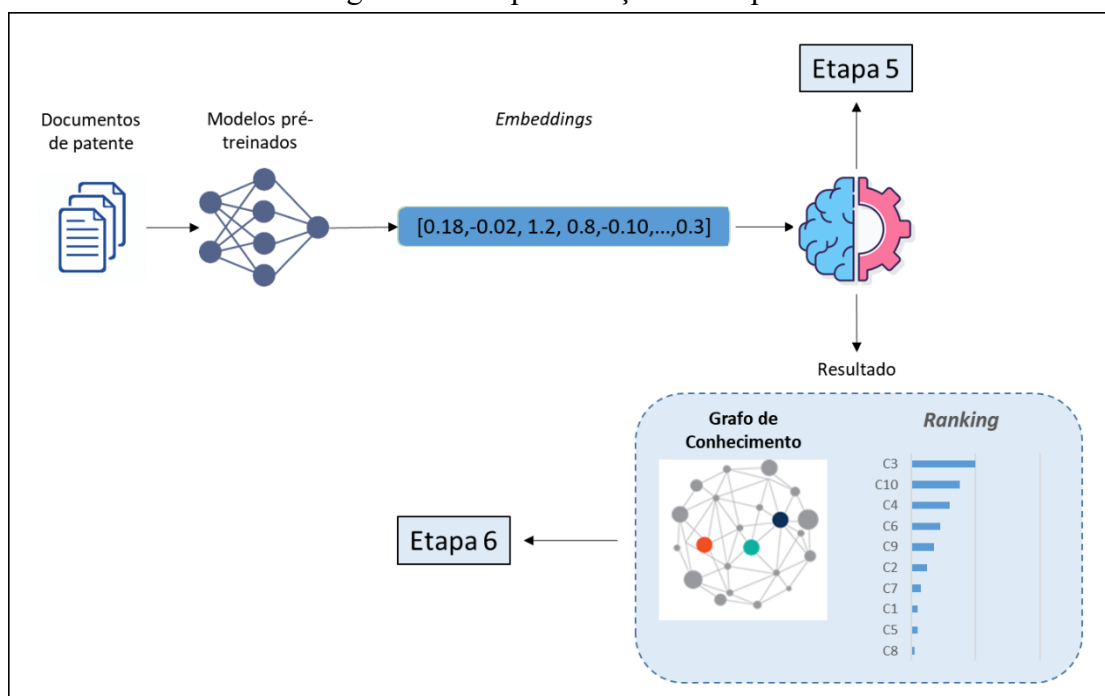 Etapa 5
Documentos
de patente
Modelos pré-
treinados
Embeddings
[0.18,-0.02, 1.2, 0.8,-0.10,...,0.3]
Resultado
Grafo de
Conhecimento
Ranking
C3
C10
C4
C6
C9
C2
C7
C1
C5
C8
Etapa 6